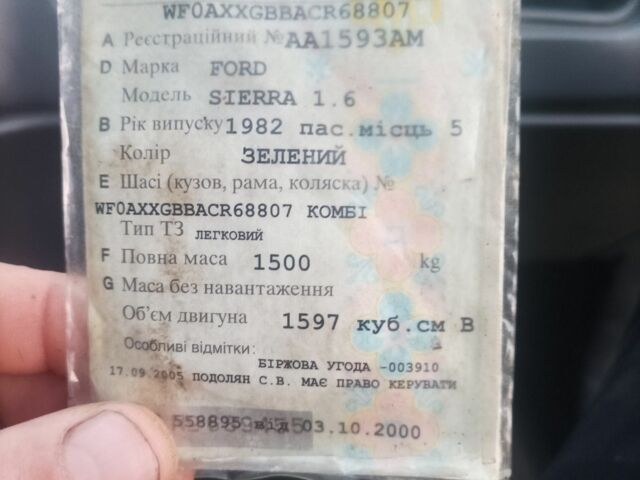 WF0AXXGBBACR68807
A Реєстраційний № АА1593АМ
D Марка FORD
Модель SIERRA 1.6
B Рік випуску 1982 пас.місць 5
Колір ЗЕЛЕНИЙ
E Шасі (кузов, рама, коляска) №
WF0AXXGBBACR68807 КОМБІ
Тип ТЗ ЛЕГКОВИЙ
F Повна маса 1500 kg
G Маса без навантаження
Об'єм двигуна 1597 куб.см В
Особливі відмітки:
БІРЖОВА УГОДА -003910
17.09.2005 ПОДОЛЯН С.В. МАЄ ПРАВО КЕРУВАТИ
558895 від 03.10.2000